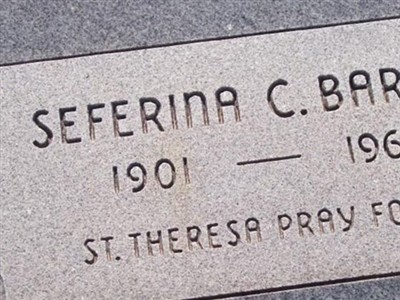 SEFERINA C. BAR
1901 — 196
ST. THERESA PRAY FO